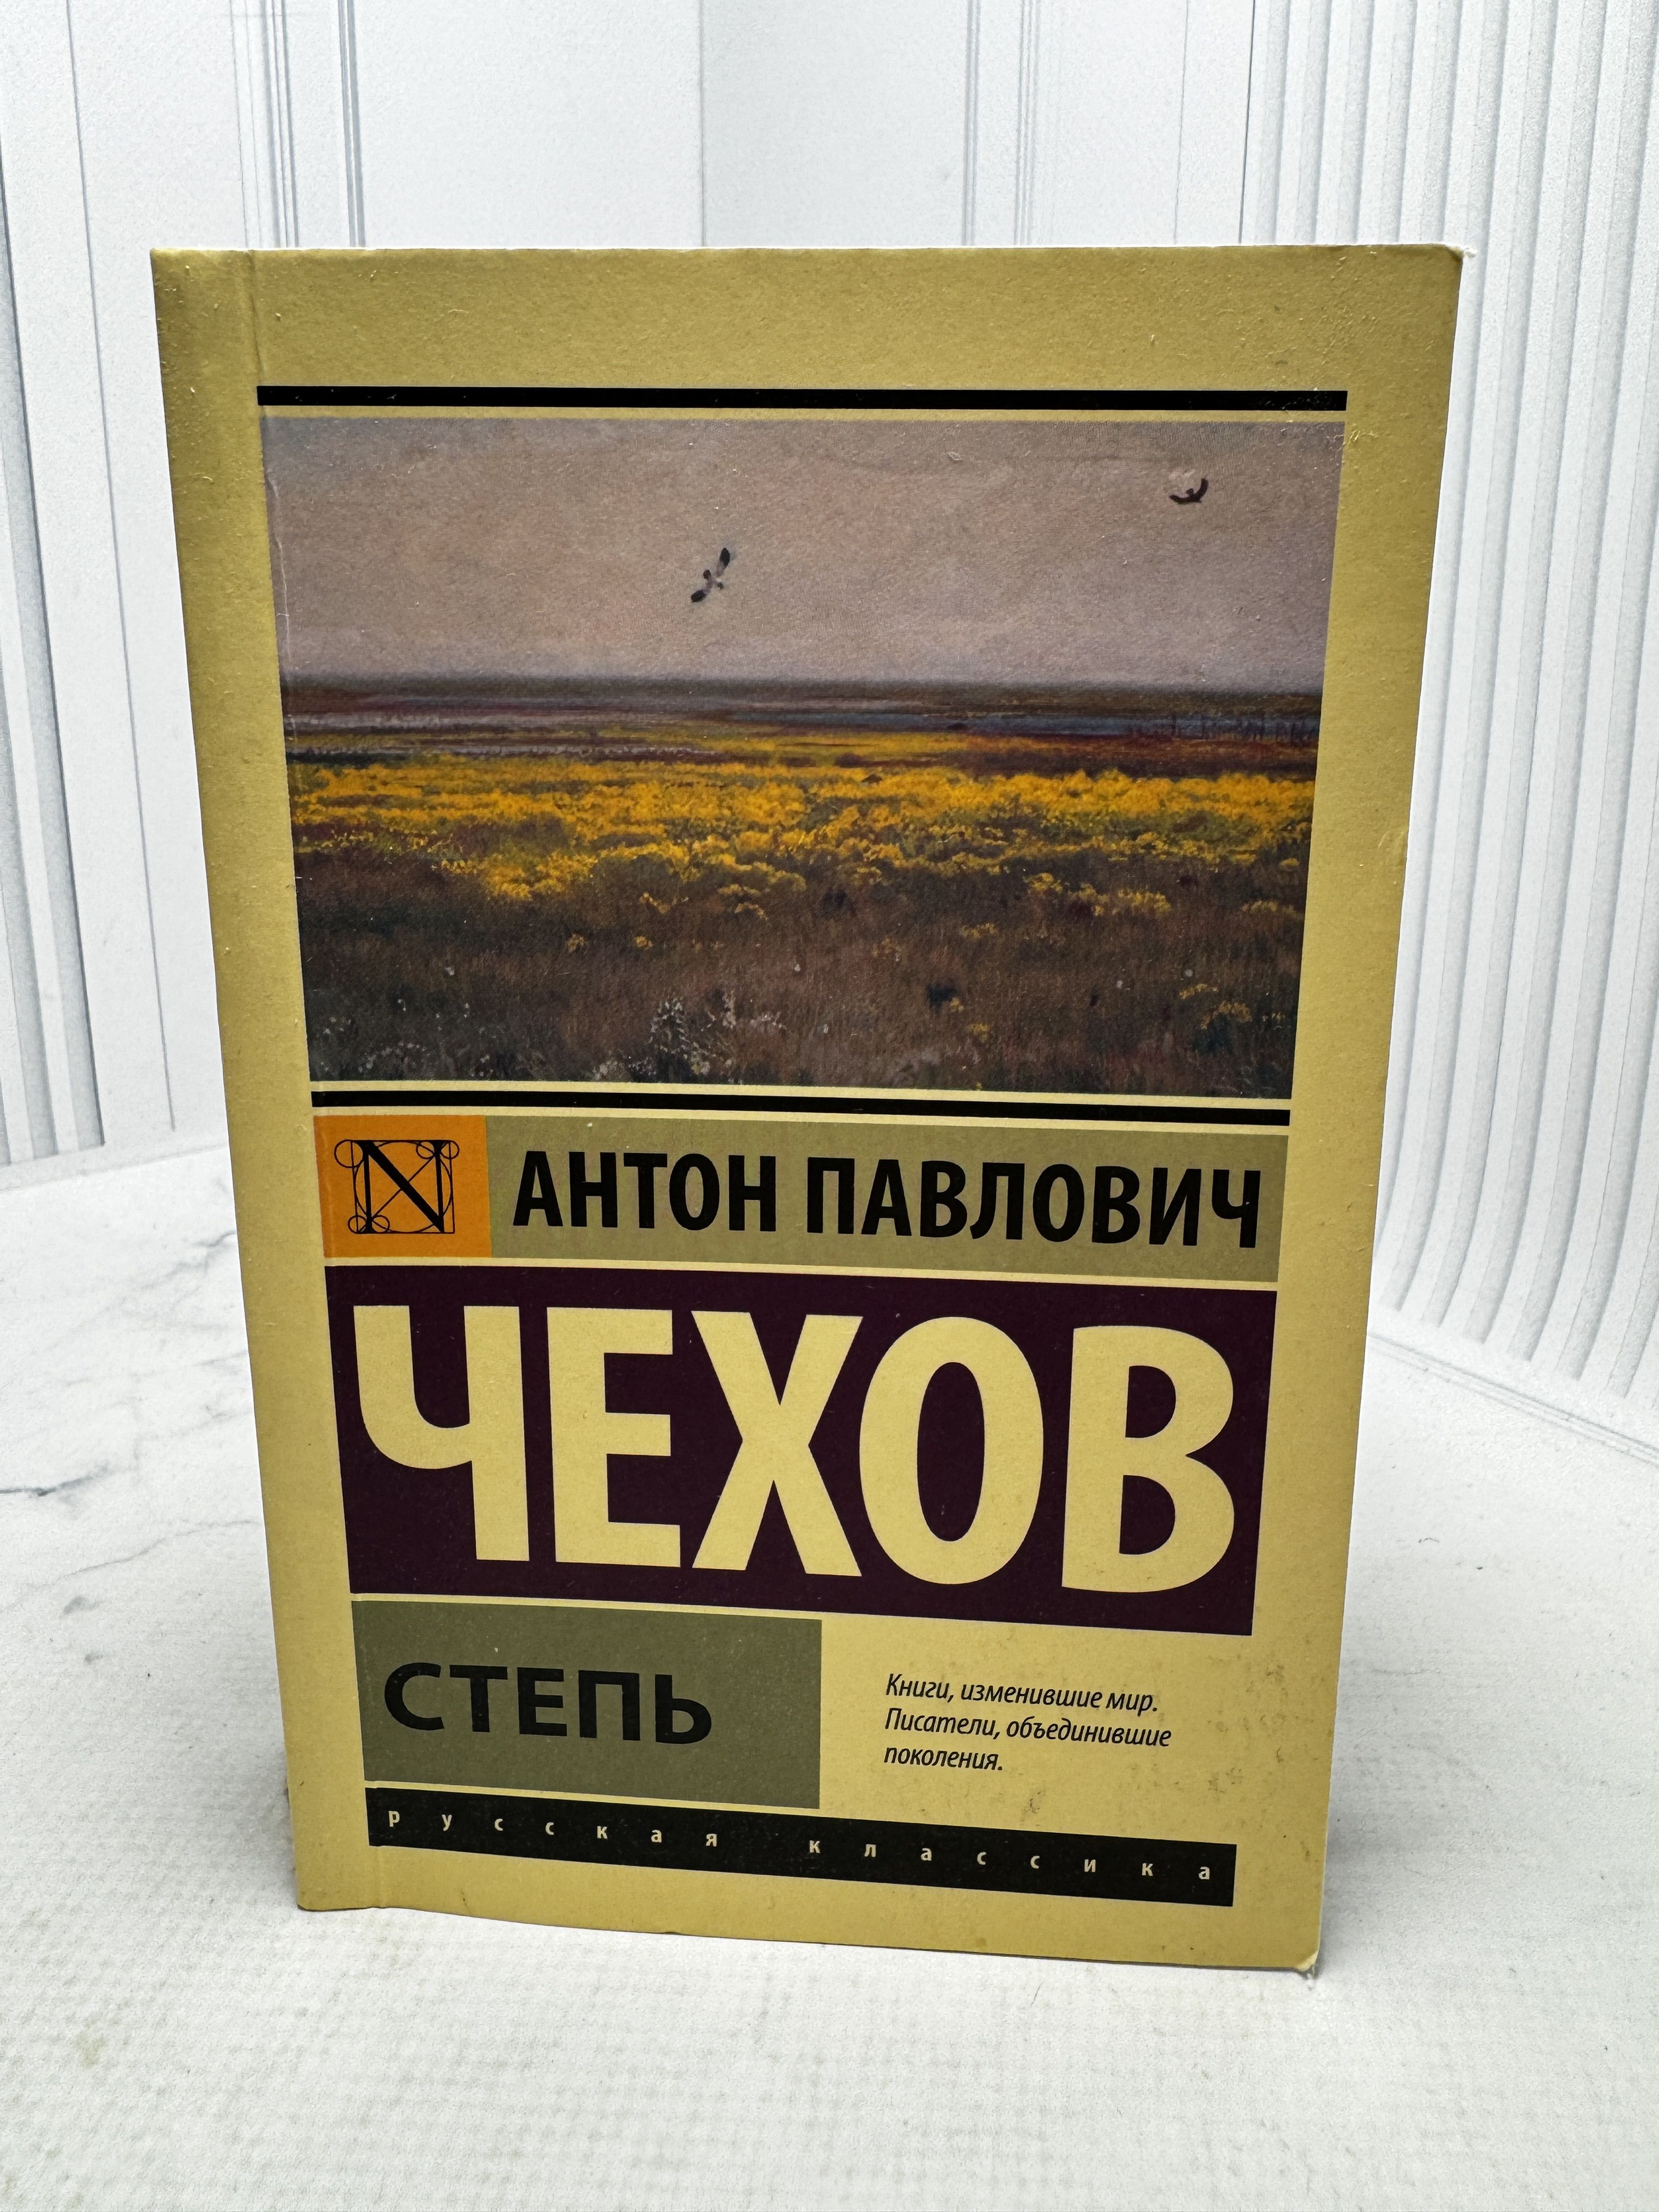 N
АНТОН ПАВЛОВИЧ
ЧЕХОВ
СТЕПЬ
Книги, изменившие мир.
Писатели, объединившие
поколения.
русская классика